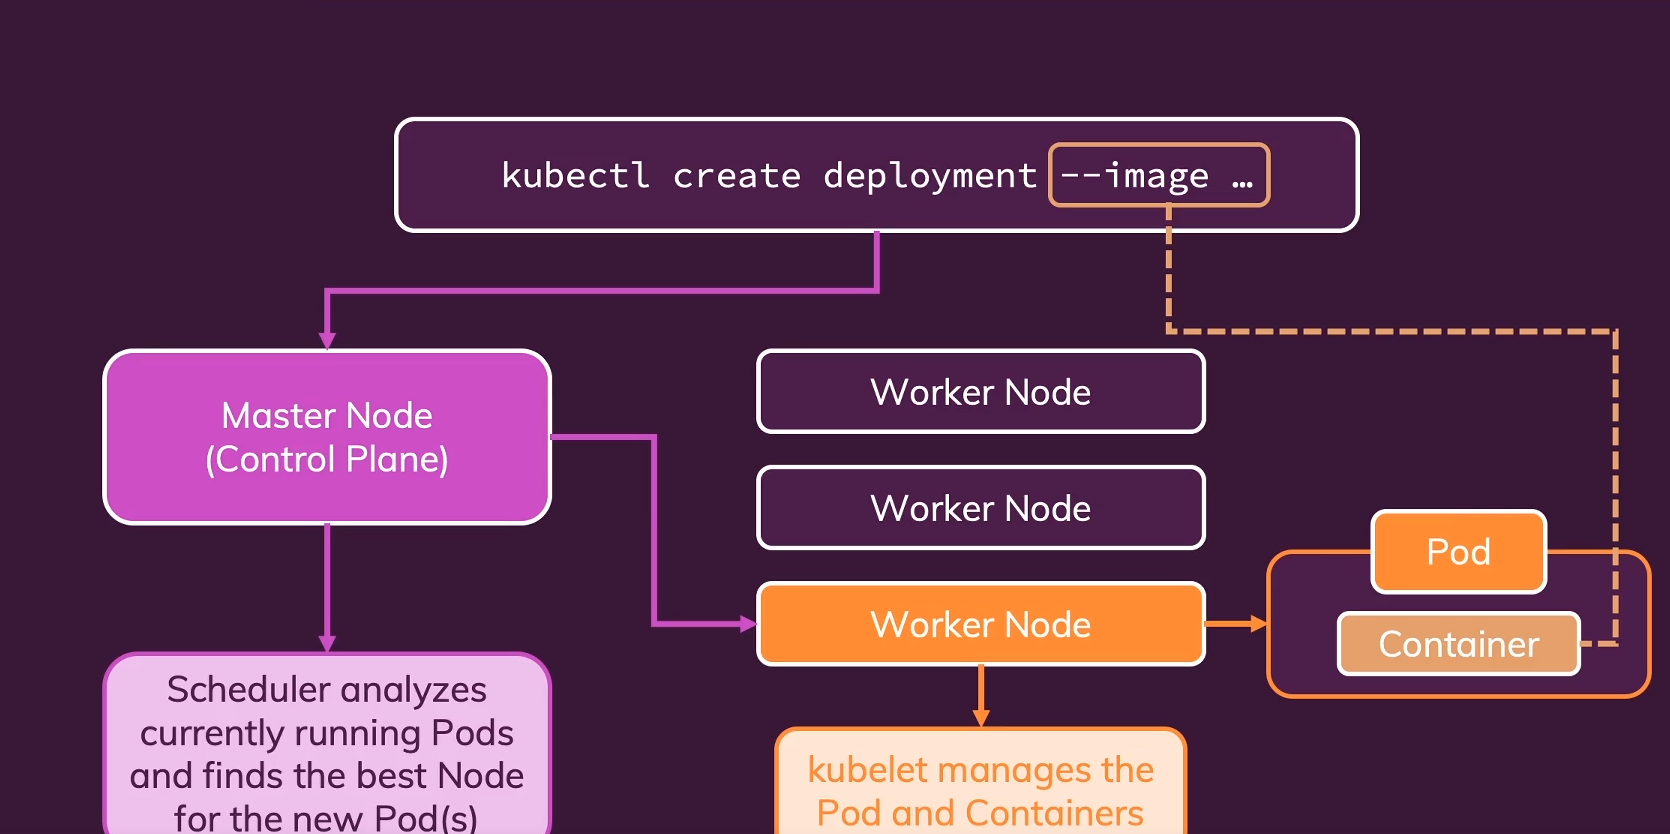 kubectl create deployment --image ...
Master Node
(Control Plane)
Worker Node
Worker Node
Worker Node
Pod
Container
Scheduler analyzes
currently running Pods
and finds the best Node
for the new Pod(s)
kubelet manages the
Pod and Containers